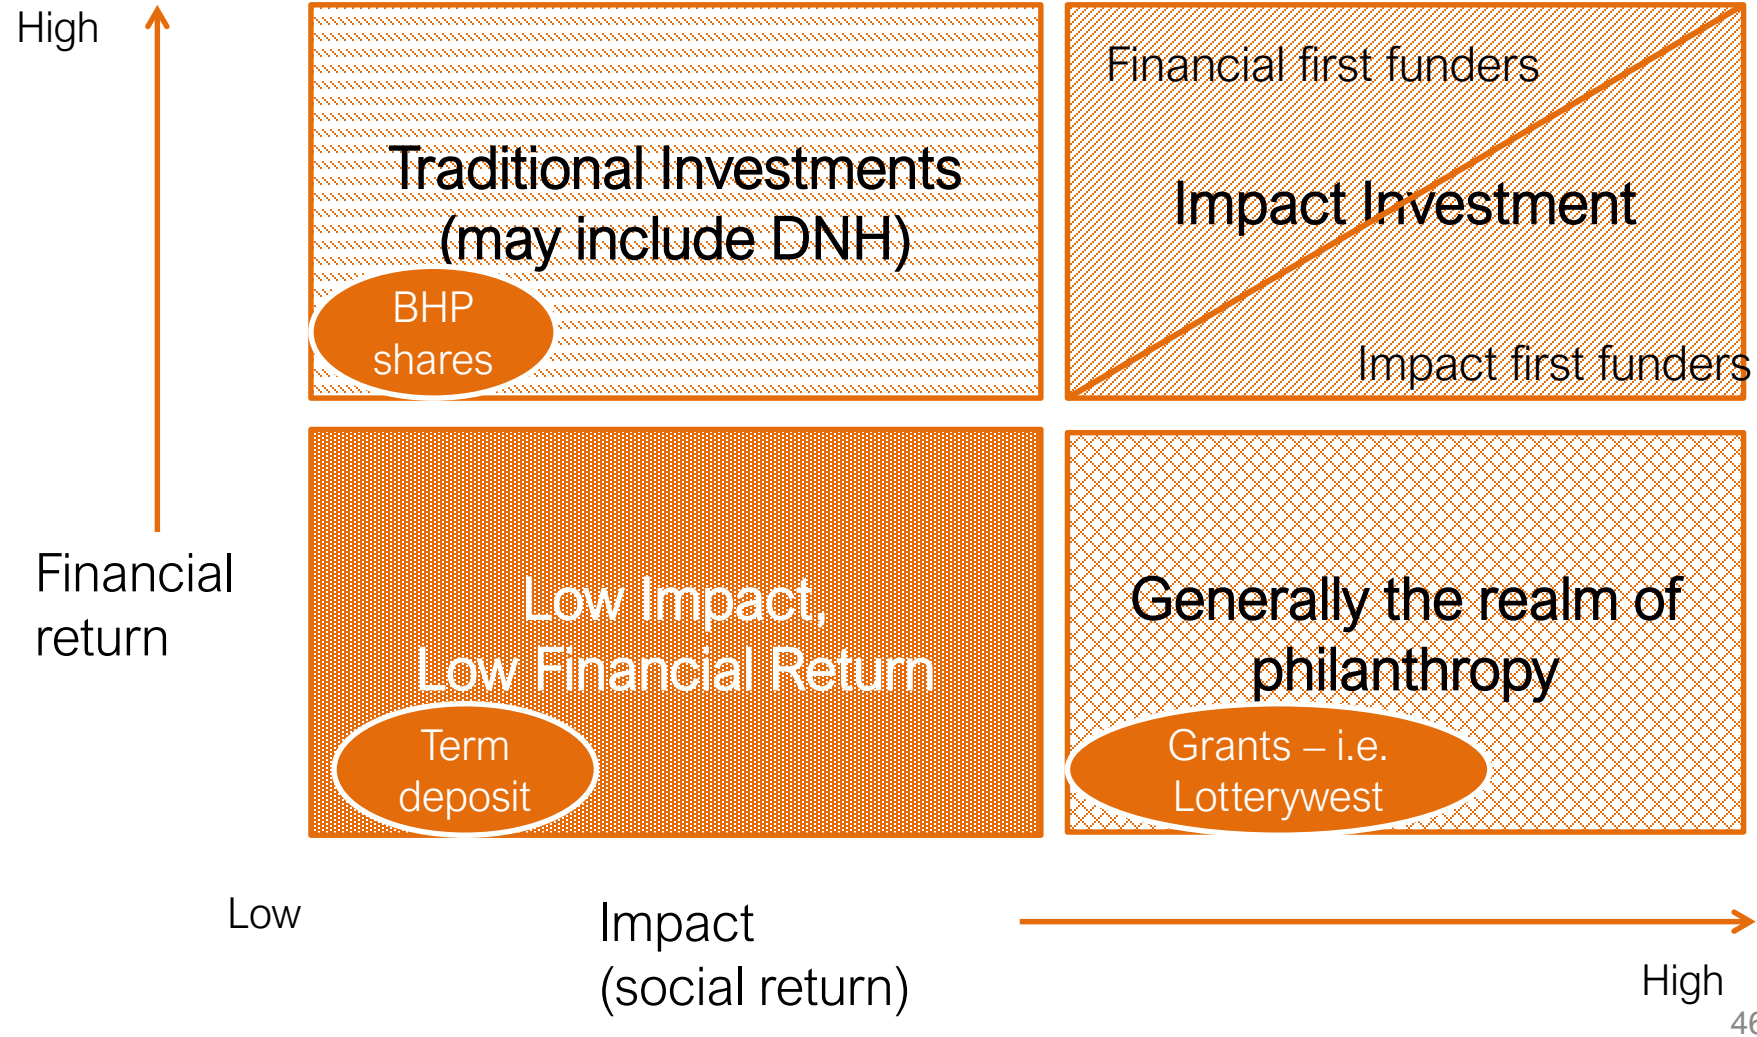 High
Financial first funders
Traditional Investments
(may include DNH)
Impact Investment
BHP
shares
Impact first funders
Financial
return
Low Impact,
Low Financial Return
Generally the realm of
philanthropy
Term
deposit
Grants – i.e.
Lotterywest
Low
Impact
(social return)
High
46